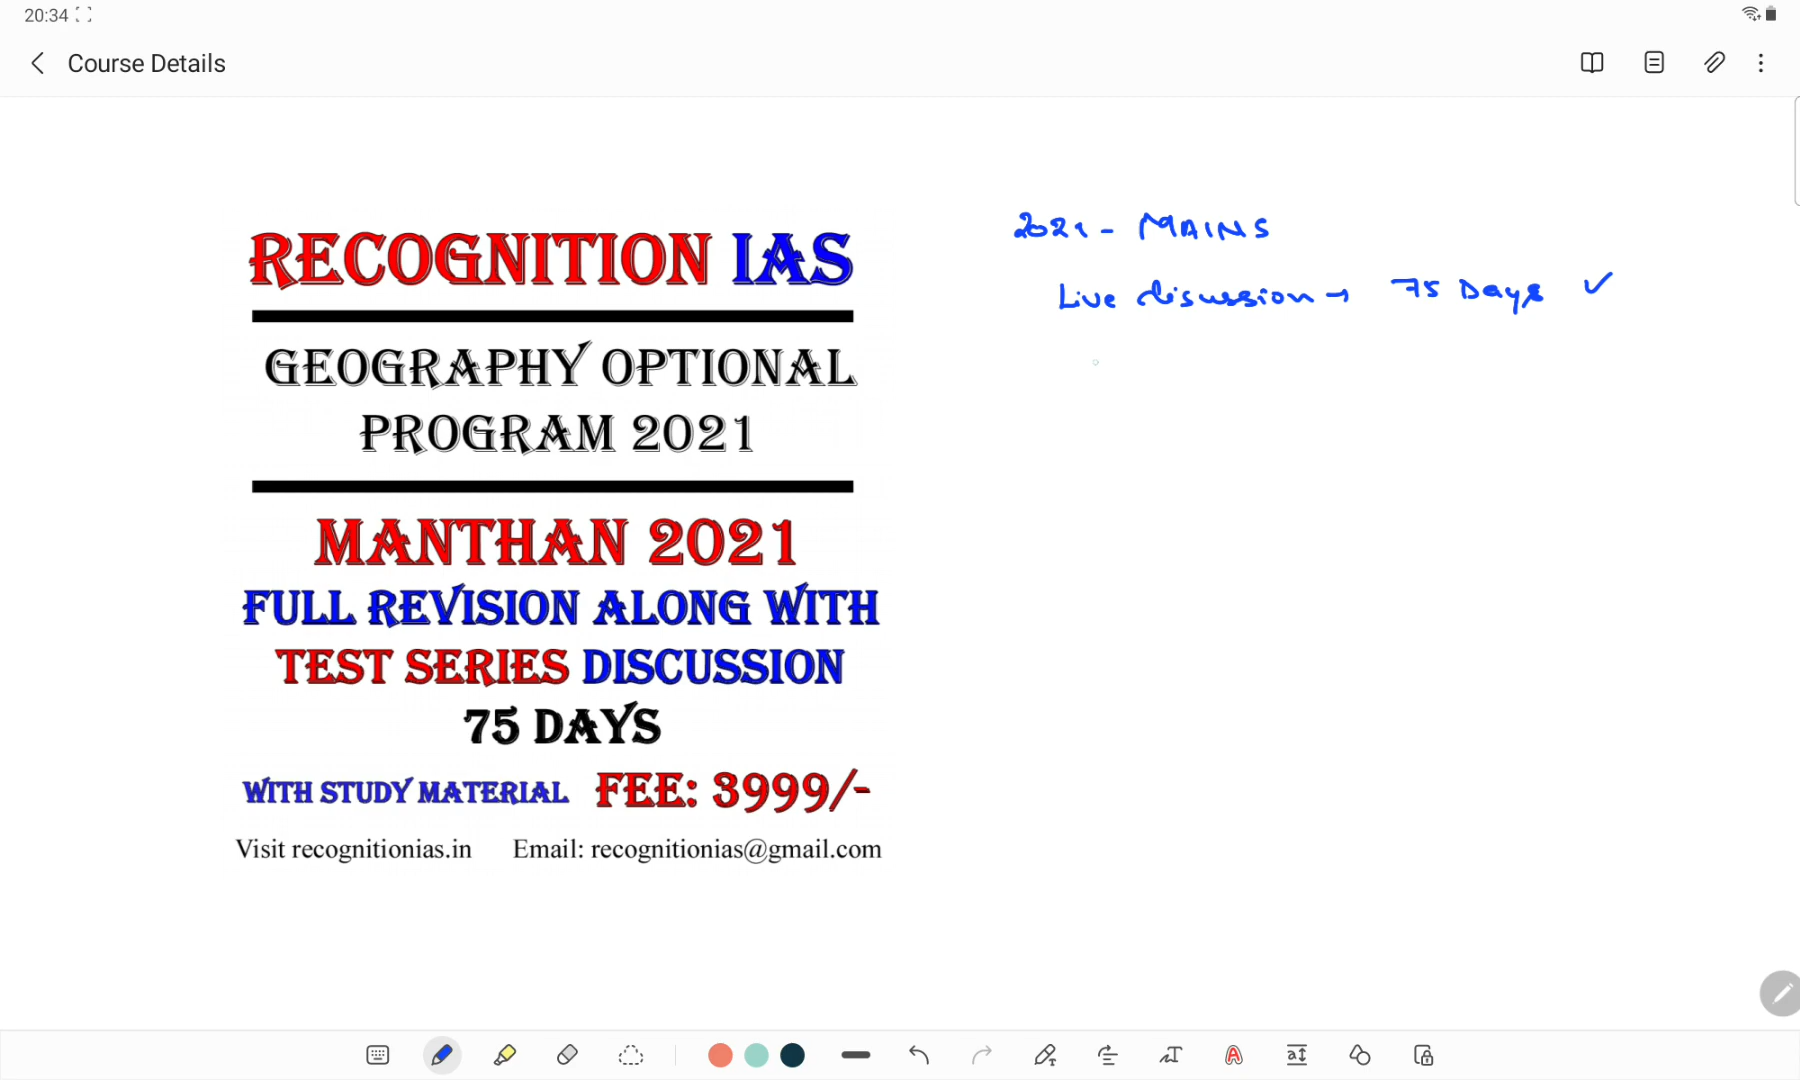 20:34
Course Details
RECOGNITION IAS
GEOGRAPHY OPTIONAL
PROGRAM 2021
MANTHAN 2021
FULL REVISION ALONG WITH
TEST SERIES DISCUSSION
75 DAYS
WITH STUDY MATERIAL FEE: 3999/-
Visit recognitionias.in Email: recognitionias@gmail.com
2021 - MAINS
Live discussion → 75 Days ✓